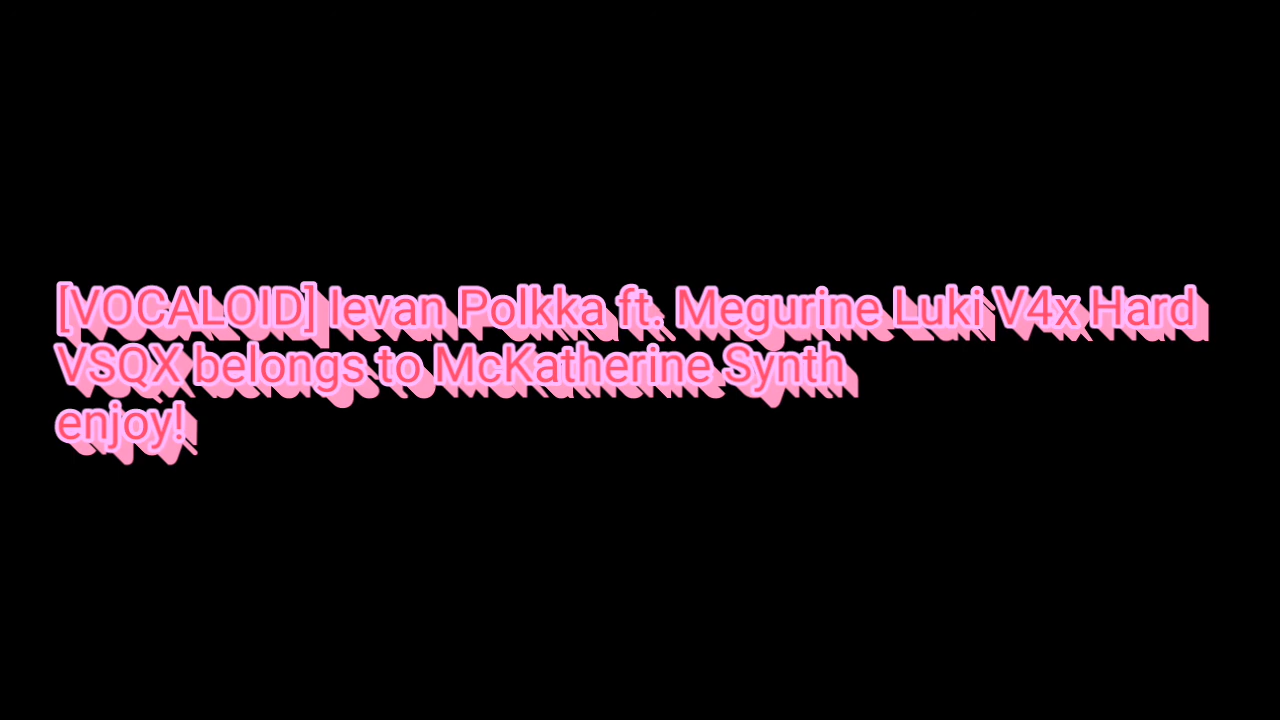 [VOCALOID] Ievan Polkka ft. Megurine Luki V4x Hard
VSQX belongs to McKatherine Synth
enjoy!